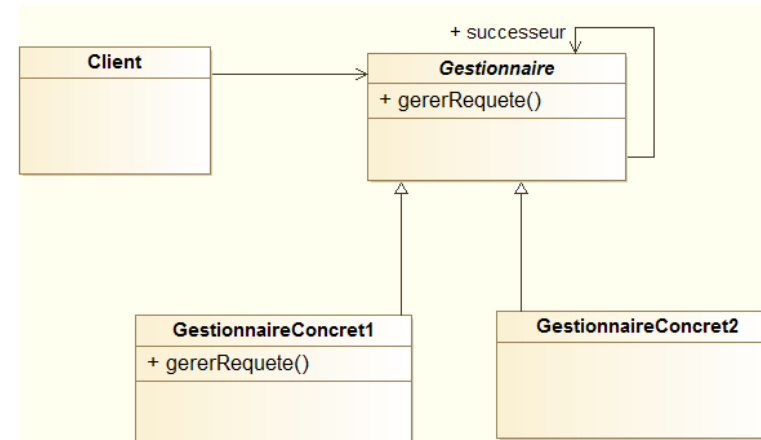 + successeur
Client
Gestionnaire
+ gererRequete()
GestionnaireConcret1
+ gererRequete()
GestionnaireConcret2